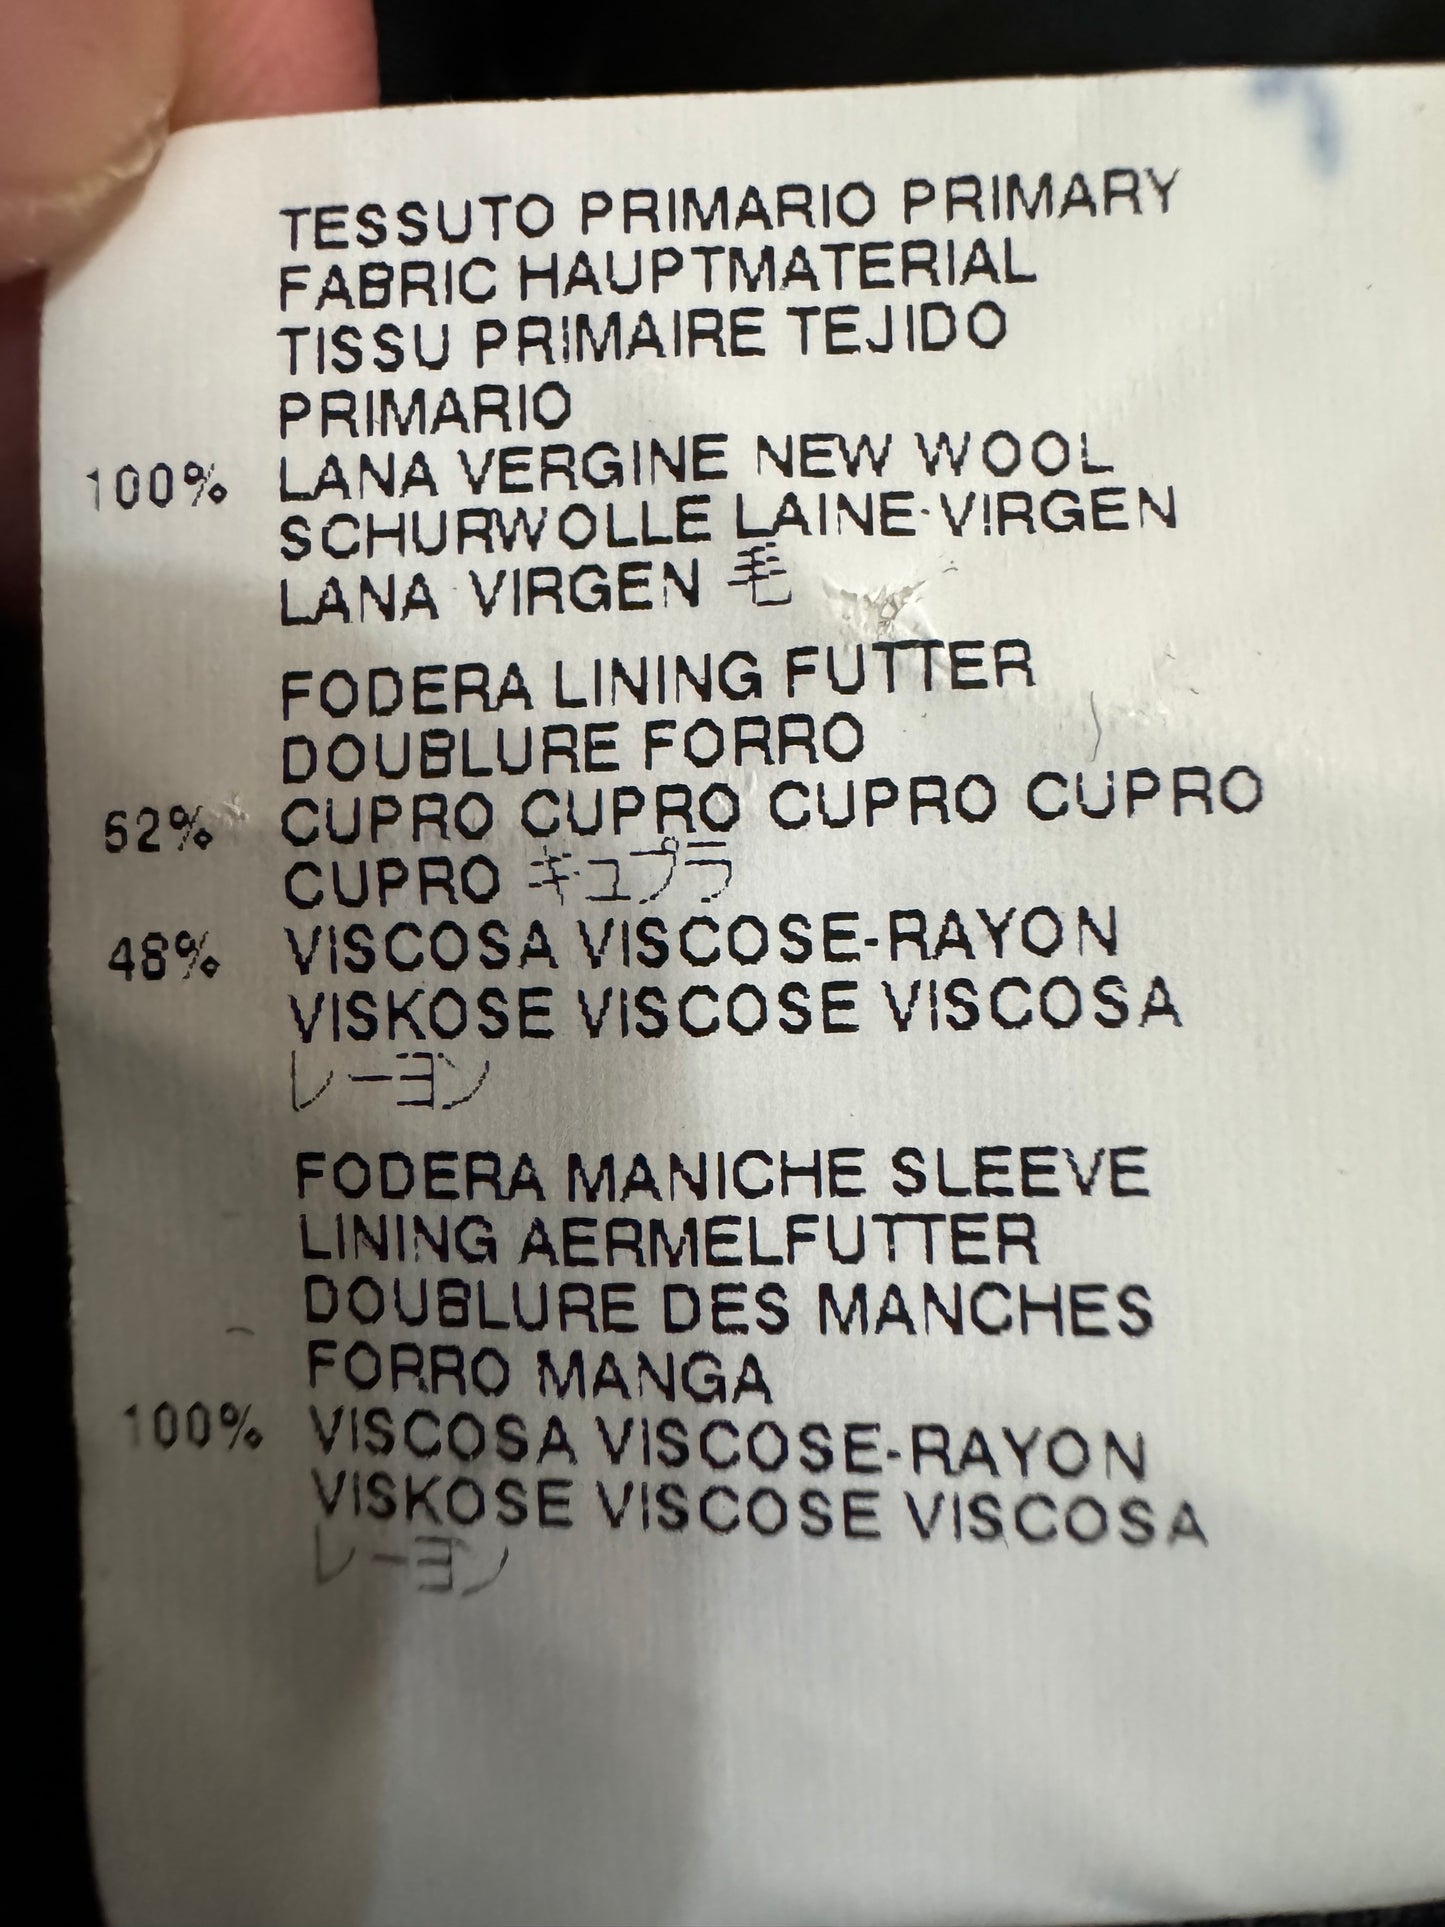 TESSUTO PRIMARIO PRIMARY
FABRIC HAUPTMATERIAL
TISSU PRIMAIRE TEJIDO
PRIMARIO
100% LANA VERGINE NEW WOOL
SCHURWOLLE LAINE-VIRGEN
LANA VIRGEN 毛
FODERA LINING FUTTER
DOUBLURE FORRO
52% CUPRO CUPRO CUPRO CUPRO
CUPRO キュプラ
48% VISCOSA VISCOSE-RAYON
VISKOSE VISCOSE VISCOSA
レーヨン
FODERA MANICHE SLEEVE
LINING AERMELFUTTER
DOUBLURE DES MANCHES
FORRO MANGA
100% VISCOSA VISCOSE-RAYON
VISKOSE VISCOSE VISCOSA
レーヨン